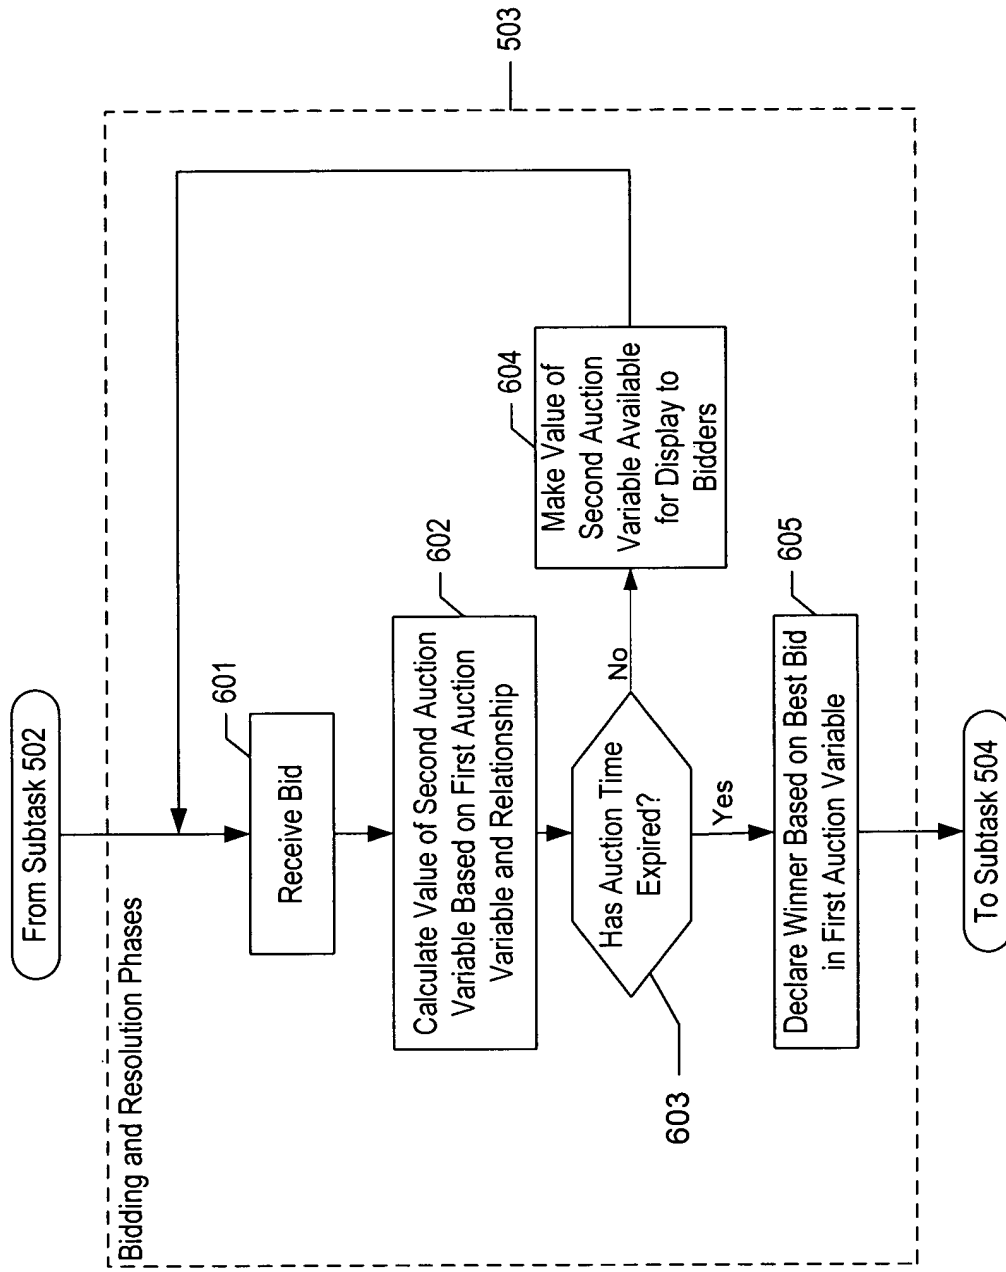 From Subtask 502
Bidding and Resolution Phases
503
601
Receive Bid
602
Calculate Value of Second Auction
Variable Based on First Auction
Variable and Relationship
603
Has Auction Time
Expired?
No
604
Make Value of
Second Auction
Variable Available
for Display to
Bidders
Yes
605
Declare Winner Based on Best Bid
in First Auction Variable
To Subtask 504